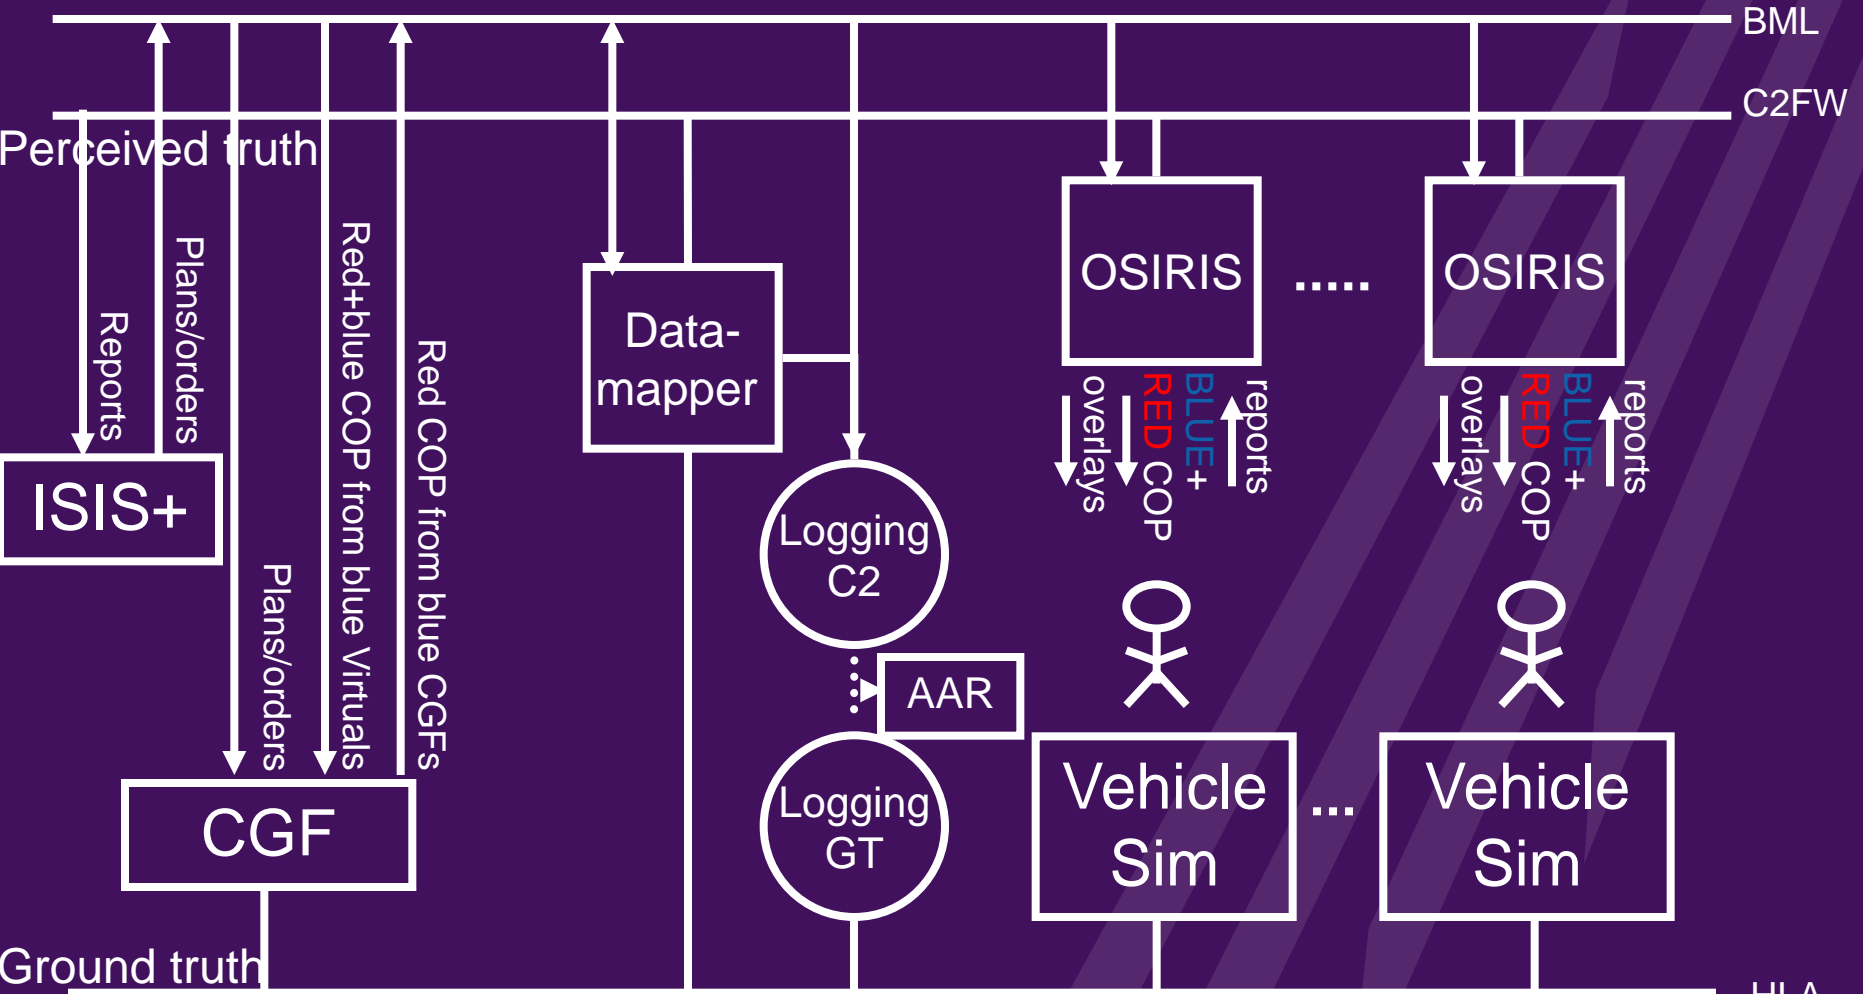 BML
C2FW
Perceived truth
Reports
Plans/orders
Plans/orders
Red+blue COP from blue Virtuals
Red COP from blue CGFs
ISIS+
CGF
Data-
mapper
Logging
C2
AAR
Logging
GT
OSIRIS
.....
OSIRIS
overlays
RED COP
BLUE+
reports
overlays
RED COP
BLUE+
reports
Vehicle
Sim
...
Vehicle
Sim
Ground truth
HLA